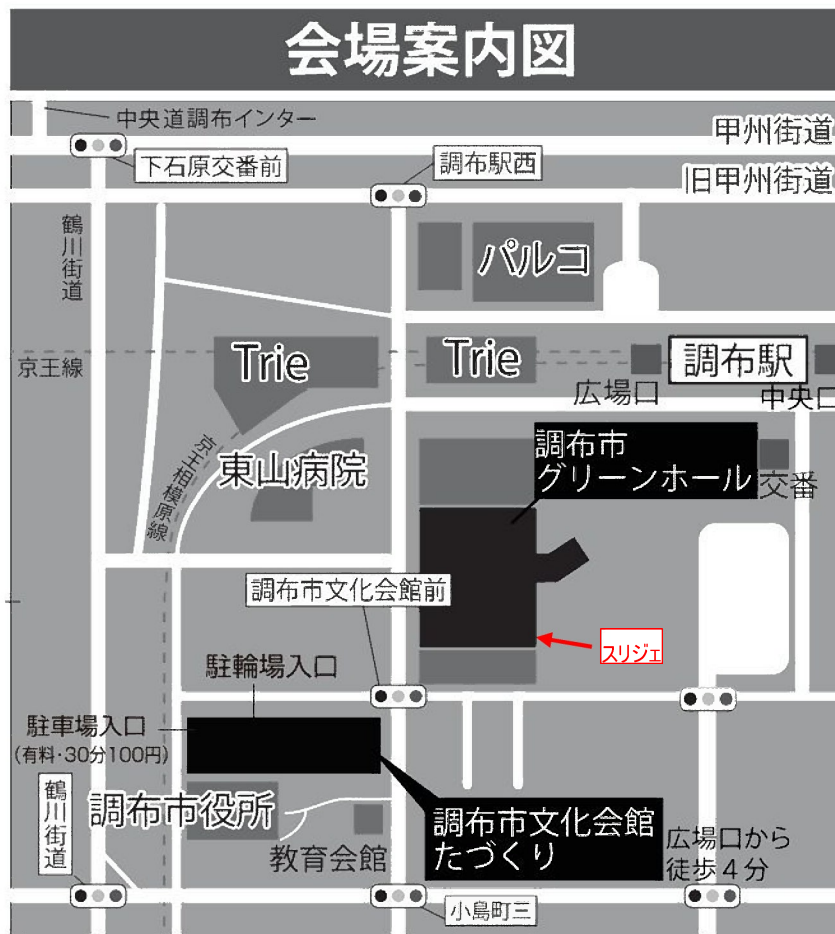 会場案内図
中央道調布インター
甲州街道
下石原交番前
調布駅西
旧甲州街道
鶴川街道
パルコ
京王線
Trie
Trie
調布駅
広場口
中央口
京王相模原線
東山病院
調布市
グリーンホール
交番
調布市文化会館前
スリジェ
駐輪場入口
駐車場入口
(有料・30分100円)
鶴川街道
調布市役所
教育会館
調布市文化会館
たづくり
広場口から
徒歩4分
小島町三